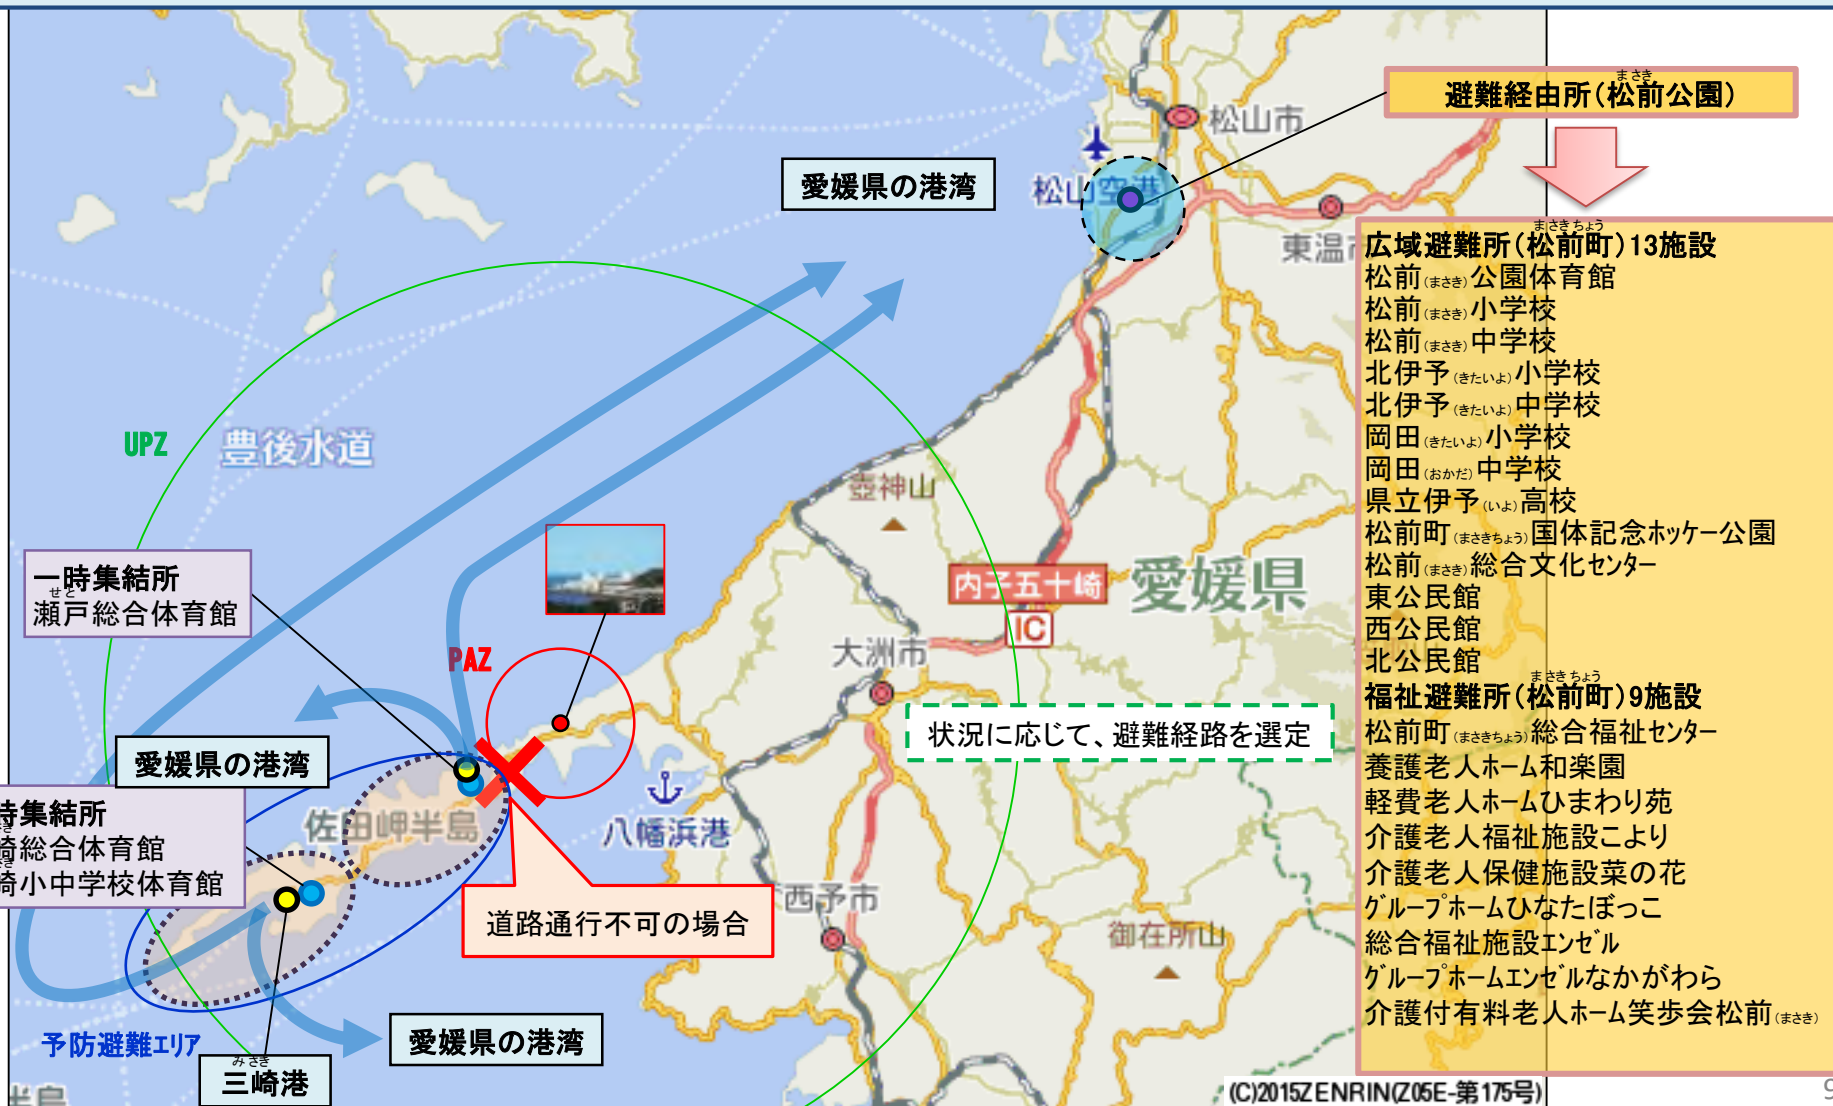 避難経由所(松前公園)
まさき
松山市
愛媛県の港湾
松山空港
東温市
広域避難所(松前町)13施設
まさきちょう
松前(まさき)公園体育館
松前(まさき)小学校
松前(まさき)中学校
北伊予(きたいよ)小学校
北伊予(きたいよ)中学校
岡田(きたいよ)小学校
岡田(おかだ)中学校
県立伊予(いよ)高校
松前町(まさきちょう)国体記念ホッケー公園
松前(まさき)総合文化センター
東公民館
西公民館
北公民館
福祉避難所(松前町)9施設
まさきちょう
松前町(まさきちょう)総合福祉センター
養護老人ホーム和楽園
軽費老人ホームひまわり苑
介護老人福祉施設こより
介護老人保健施設菜の花
グループホームひなたぼっこ
総合福祉施設エンゼル
グループホームエンゼルなかがわら
介護付有料老人ホーム笑歩会松前(まさき)
UPZ
豊後水道
壺神山
一時集結所
せと
瀬戸総合体育館
内子五十崎
IC
愛媛県
大洲市
PAZ
状況に応じて、避難経路を選定
愛媛県の港湾
時集結所
崎総合体育館
崎小中学校体育館
佐田岬半島
八幡浜港
道路通行不可の場合
西予市
御在所山
予防避難エリア
愛媛県の港湾
みさき
三崎港
半島
(C)2015ZENRIN(Z05E-第175号)
9